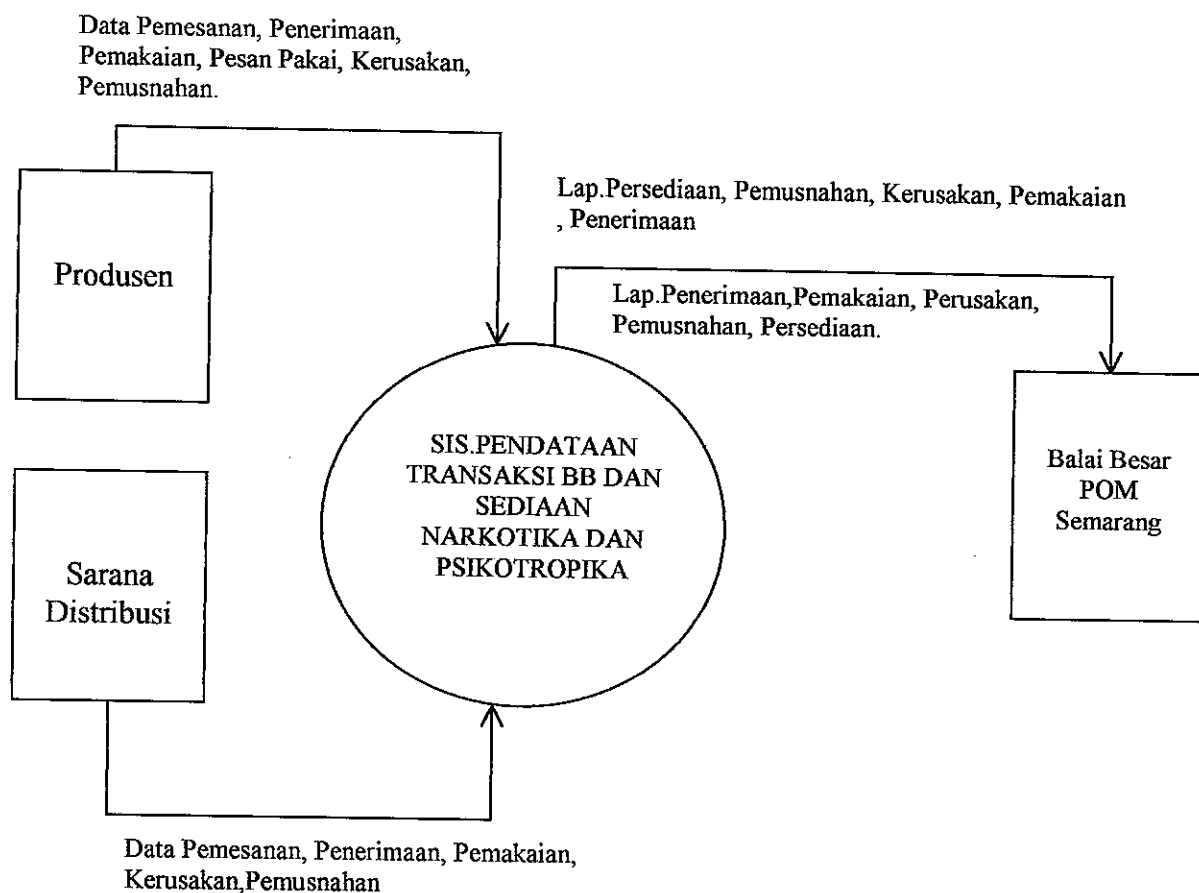 Data Pemesanan, Penerimaan,
Pemakaian, Pesan Pakai, Kerusakan,
Pemusnahan.
Produsen
Lap.Persediaan, Pemusnahan, Kerusakan, Pemakaian
, Penerimaan
Lap.Penerimaan,Pemakaian, Perusakan,
Pemusnahan, Persediaan.
SIS.PENDATAAN
TRANSAKSI BB DAN
SEDIAAN
NARKOTIKA DAN
PSIKOTROPIKA
Balai Besar
POM
Semarang
Sarana
Distribusi
Data Pemesanan, Penerimaan, Pemakaian,
Kerusakan,Pemusnahan